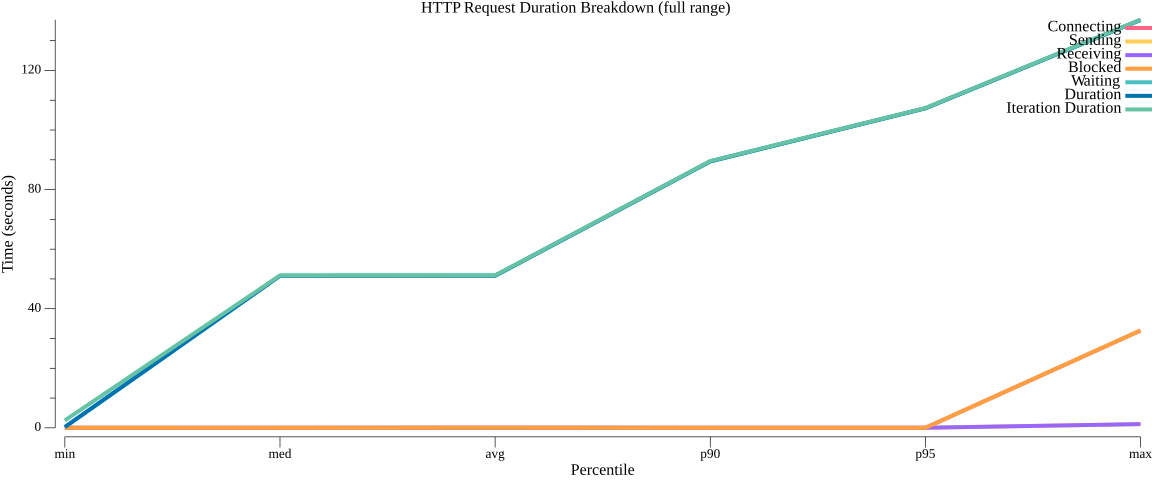 HTTP Request Duration Breakdown (full range)
Connecting
Sending
Receiving
Blocked
Waiting
Duration
Iteration Duration
120
80
40
0
Time (seconds)
min med avg p90 p95 max
Percentile